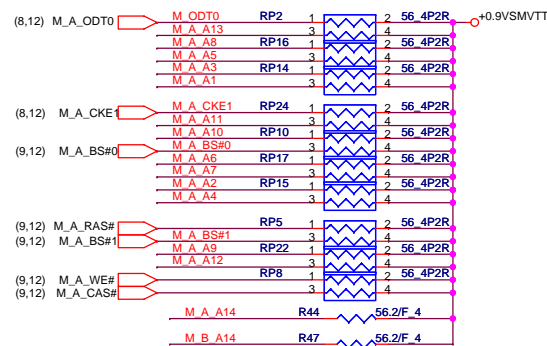 (8,12) M_A_ODT0 M_ODT0 RP2 1 2 56_4P2R +0.9VSMVTT
M_A_A13 3 4
M_A_A8 RP16 1 2 56_4P2R
M_A_A5 3 4
M_A_A3 RP14 1 2 56_4P2R
M_A_A1 3 4
(8,12) M_A_CKE1 M_A_CKE1 RP24 1 2 56_4P2R
M_A_A11 3 4
M_A_A10 RP10 1 2 56_4P2R
(9,12) M_A_BS#0 M_A_BS#0 3 4
M_A_A6 RP17 1 2 56_4P2R
M_A_A7 3 4
M_A_A2 RP15 1 2 56_4P2R
M_A_A4 3 4
(9,12) M_A_RAS# RP5 1 2 56_4P2R
(9,12) M_A_BS#1 M_A_BS#1 3 4
M_A_A9 RP22 1 2 56_4P2R
M_A_A12 3 4
(9,12) M_A_WE# RP8 1 2 56_4P2R
(9,12) M_A_CAS# 3 4
M_A_A14 R44 56.2/F_4
M_B_A14 R47 56.2/F_4